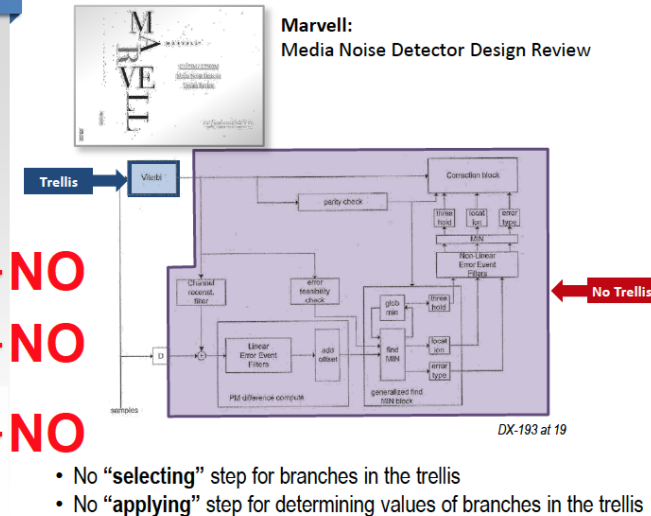 MARVELL
Marvell:
Media Noise Detector Design Review
Trellis
Viterbi
Correction block
parity check
three hold
locat ion
error type
MIN
Non-Linear
Error Event
Filters
No Trellis
NO
Channel
reconst.
filter
error
feasibility
check
glob
min
three
hold
NO
D
+
Linear
Error Event
Filters
add
offset
find
MIN
locat
ion
error
type
PM difference compute
generalized find
MIN block
samples
NO
DX-193 at 19
• No “selecting” step for branches in the trellis
• No “applying” step for determining values of branches in the trellis